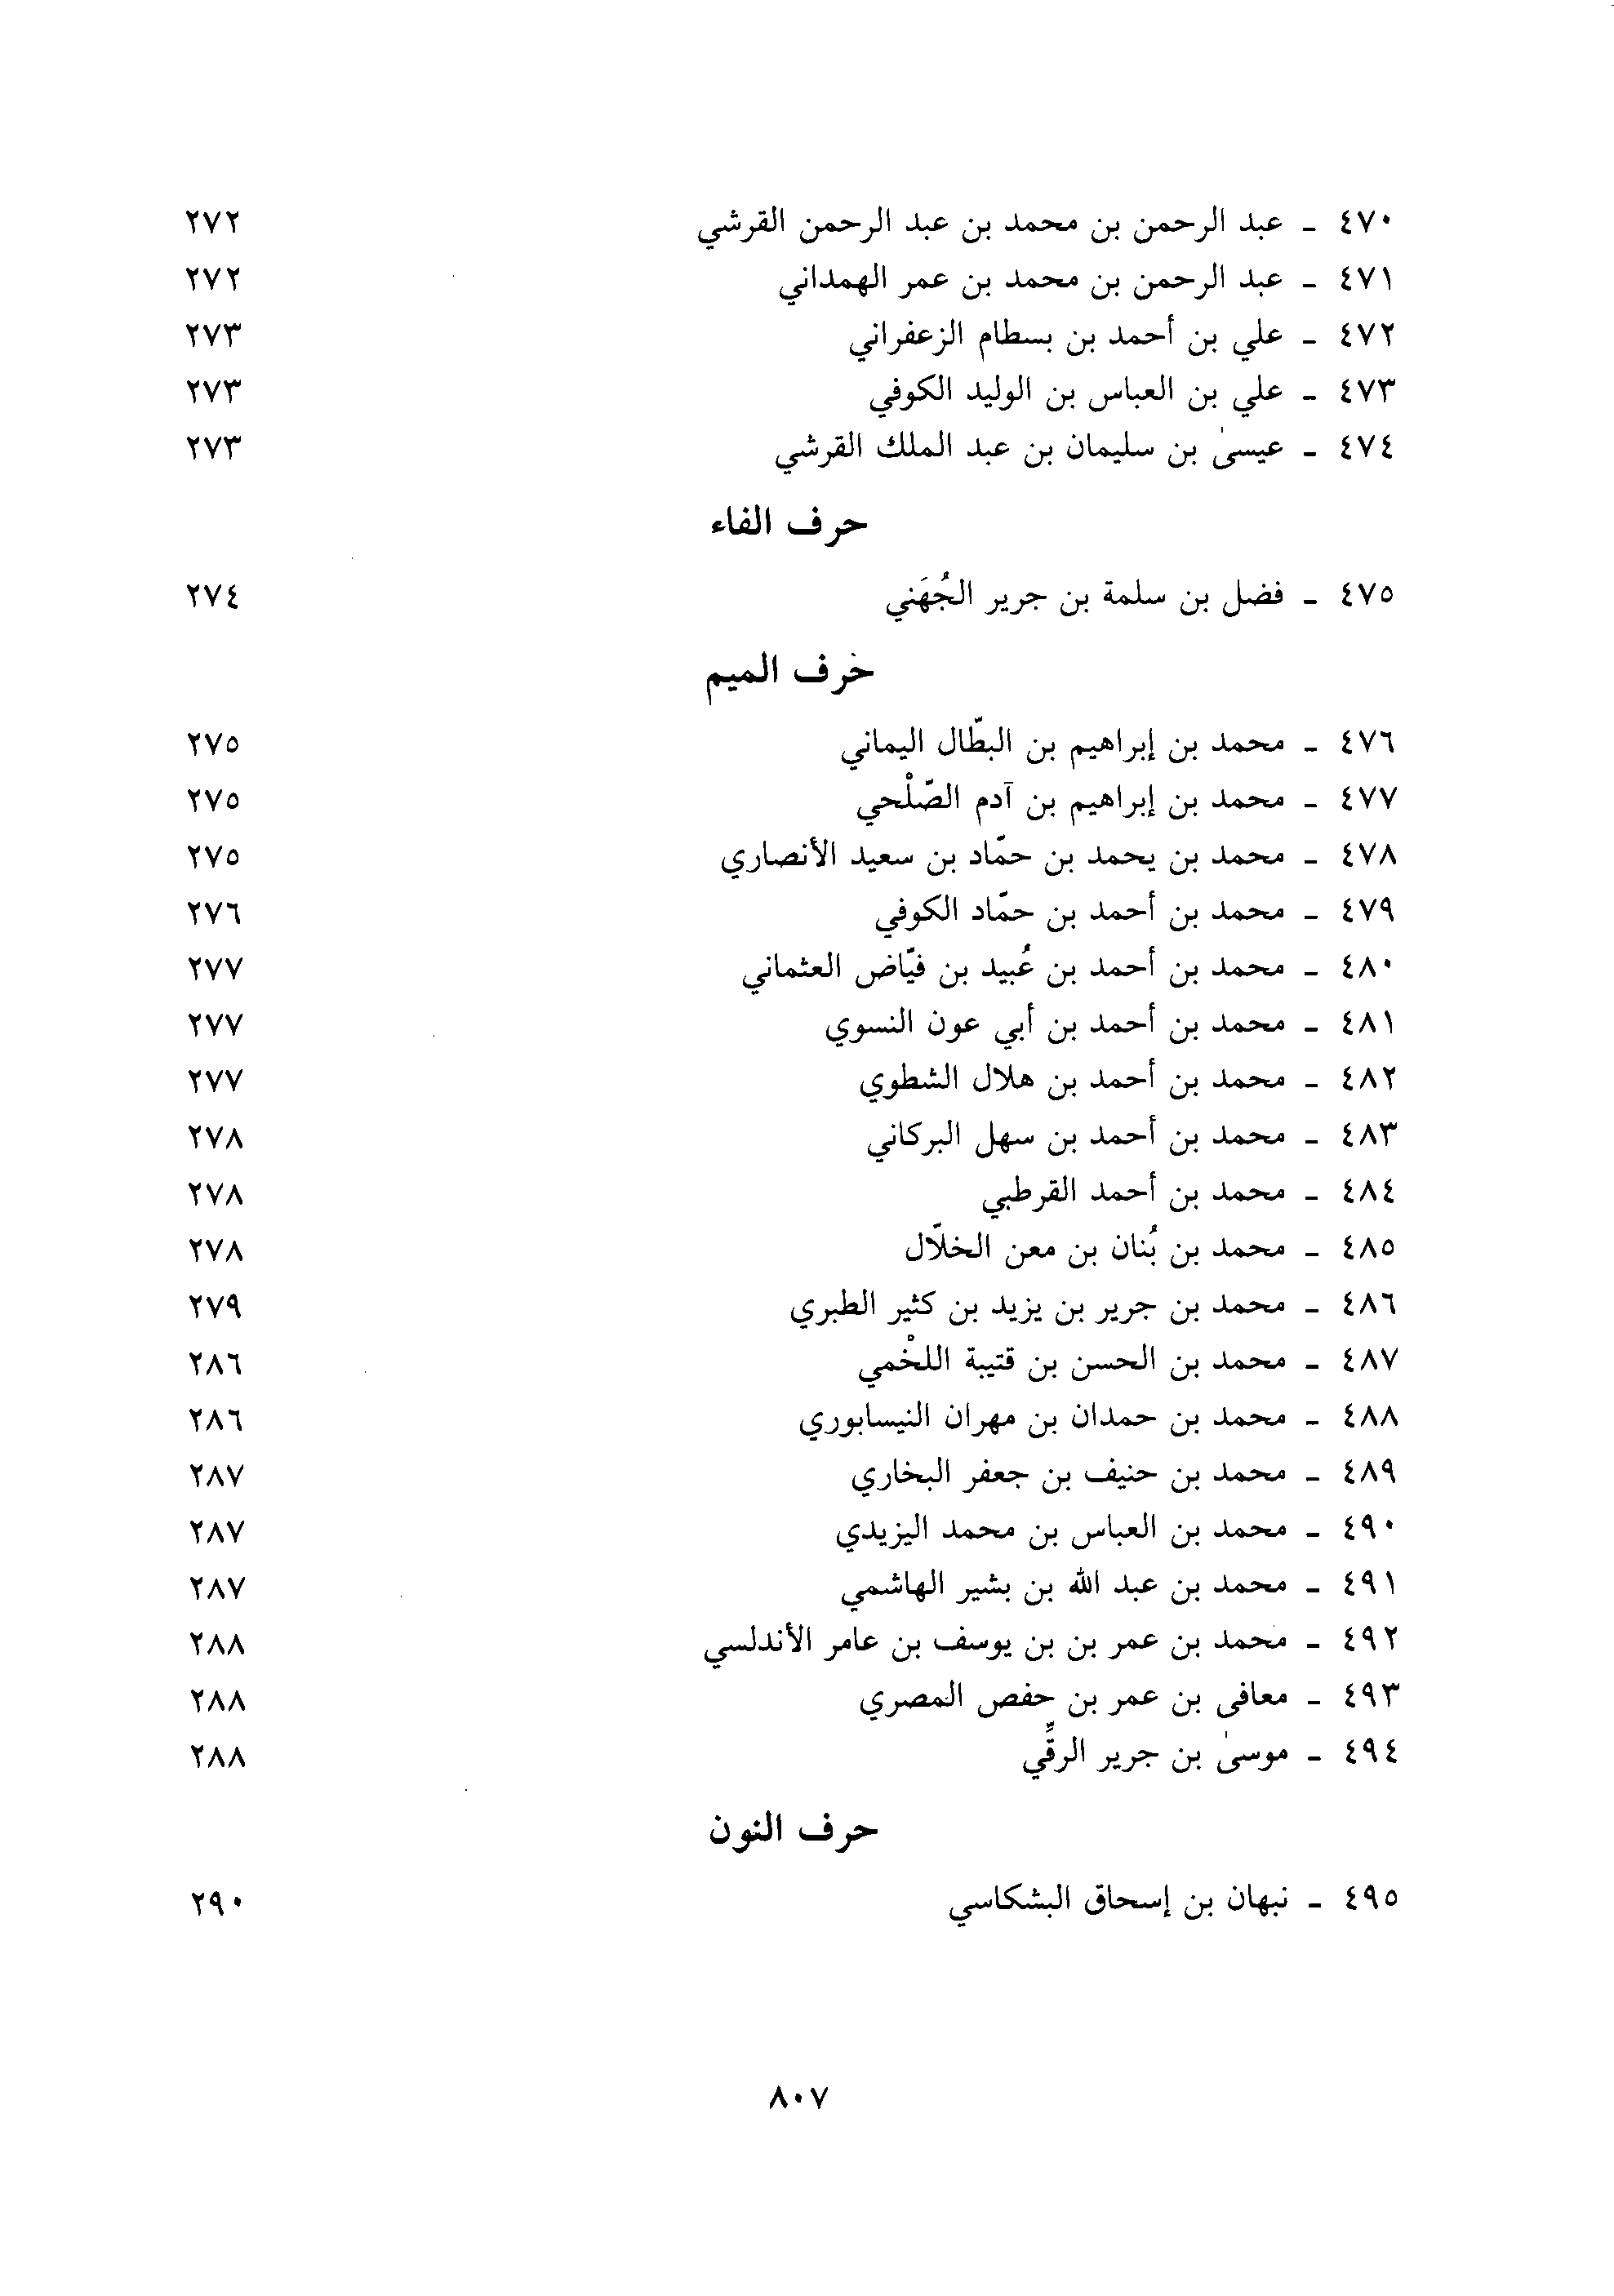 ٤٧٠ ـ عبد الرحمن بن محمد بن عبد الرحمن القرشي ٢٧٢
٤٧١ ـ عبد الرحمن بن محمد بن عمر الهمداني ٢٧٢
٤٧٢ ـ علي بن أحمد بن بسطام الزعفراني ٢٧٣
٤٧٣ ـ علي بن العباس بن الوليد الكوفي ٢٧٣
٤٧٤ ـ عيسىٰ بن سليمان بن عبد الملك القرشي ٢٧٣
حرف الفاء
٤٧٥ ـ فضل بن سلمة بن جرير الجُهَني ٢٧٤
حرف الميم
٤٧٦ ـ محمد بن إبراهيم بن البطّال اليماني ٢٧٥
٤٧٧ ـ محمد بن إبراهيم بن آدم الصّلْحي ٢٧٥
٤٧٨ ـ محمد بن يحمد بن حمّاد بن سعيد الأنصاري ٢٧٥
٤٧٩ ـ محمد بن أحمد بن حمّاد الكوفي ٢٧٦
٤٨٠ ـ محمد بن أحمد بن عُبيد بن فيّاض العثماني ٢٧٧
٤٨١ ـ محمد بن أحمد بن أبي عون النسوي ٢٧٧
٤٨٢ ـ محمد بن أحمد بن هلال الشطوي ٢٧٧
٤٨٣ ـ محمد بن أحمد بن سهل البركاني ٢٧٨
٤٨٤ ـ محمد بن أحمد القرطبي ٢٧٨
٤٨٥ ـ محمد بن بُنان بن معن الخلّال ٢٧٨
٤٨٦ ـ محمد بن جرير بن يزيد بن كثير الطبري ٢٧٩
٤٨٧ ـ محمد بن الحسن بن قتيبة اللخْمي ٢٨٦
٤٨٨ ـ محمد بن حمدان بن مهران النيسابوري ٢٨٦
٤٨٩ ـ محمد بن حنيف بن جعفر البخاري ٢٨٧
٤٩٠ ـ محمد بن العباس بن محمد اليزيدي ٢٨٧
٤٩١ ـ محمد بن عبد الله بن بشير الهاشمي ٢٨٧
٤٩٢ ـ محمد بن عمر بن بن يوسف بن عامر الأندلسي ٢٨٨
٤٩٣ ـ معافى بن عمر بن حفص المصري ٢٨٨
٤٩٤ ـ موسىٰ بن جرير الرقّي ٢٨٨
حرف النون
٤٩٥ ـ نبهان بن إسحاق البشكاسي ٢٩٠
٨٠٧